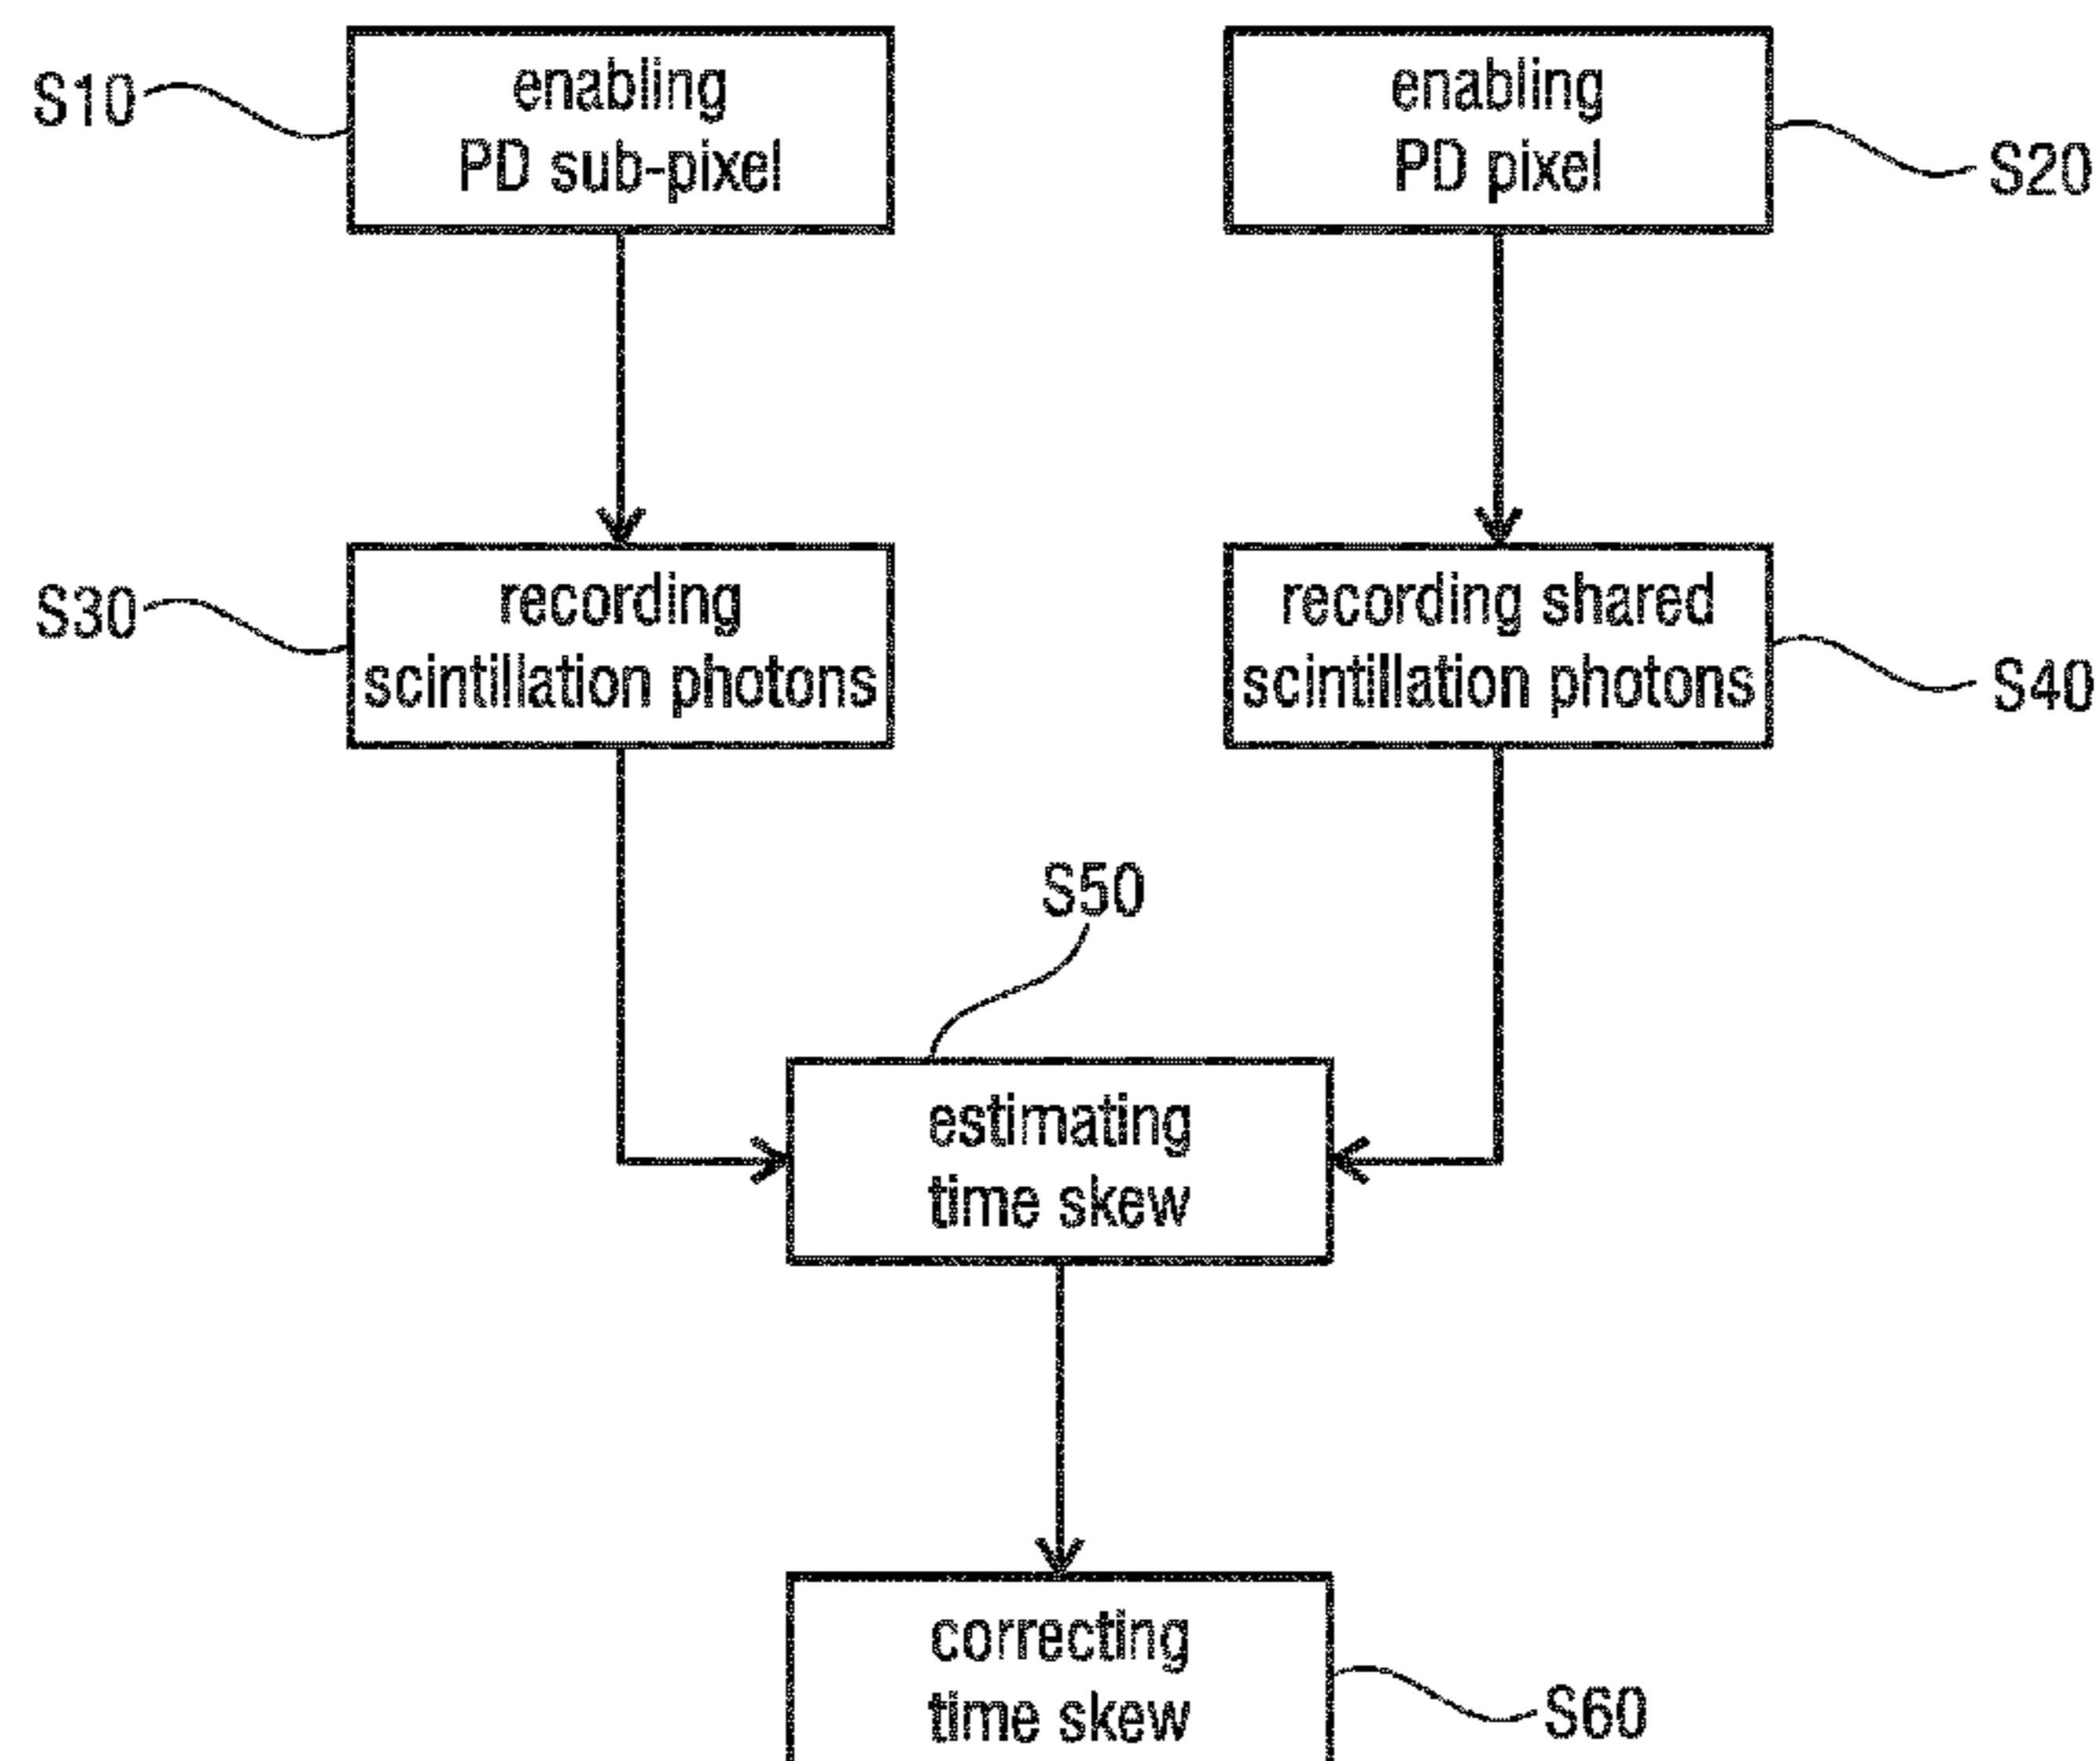 S10
enabling
PD sub-pixel
enabling
PD pixel
S20
S30
recording
scintillation photons
recording shared
scintillation photons
S40
S50
estimating
time skew
correcting
time skew
S60